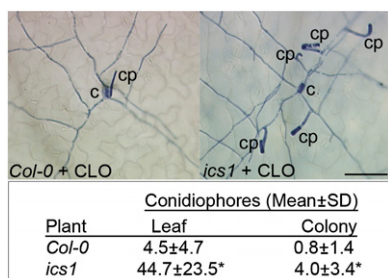 cp
c
Col-0 + CLO
cp
cp
cp
c
cp
cp
ics1 + CLO
Conidiophores (Mean±SD)
Plant Leaf Colony
Col-0 4.5±4.7 0.8±1.4
ics1 44.7±23.5* 4.0±3.4*